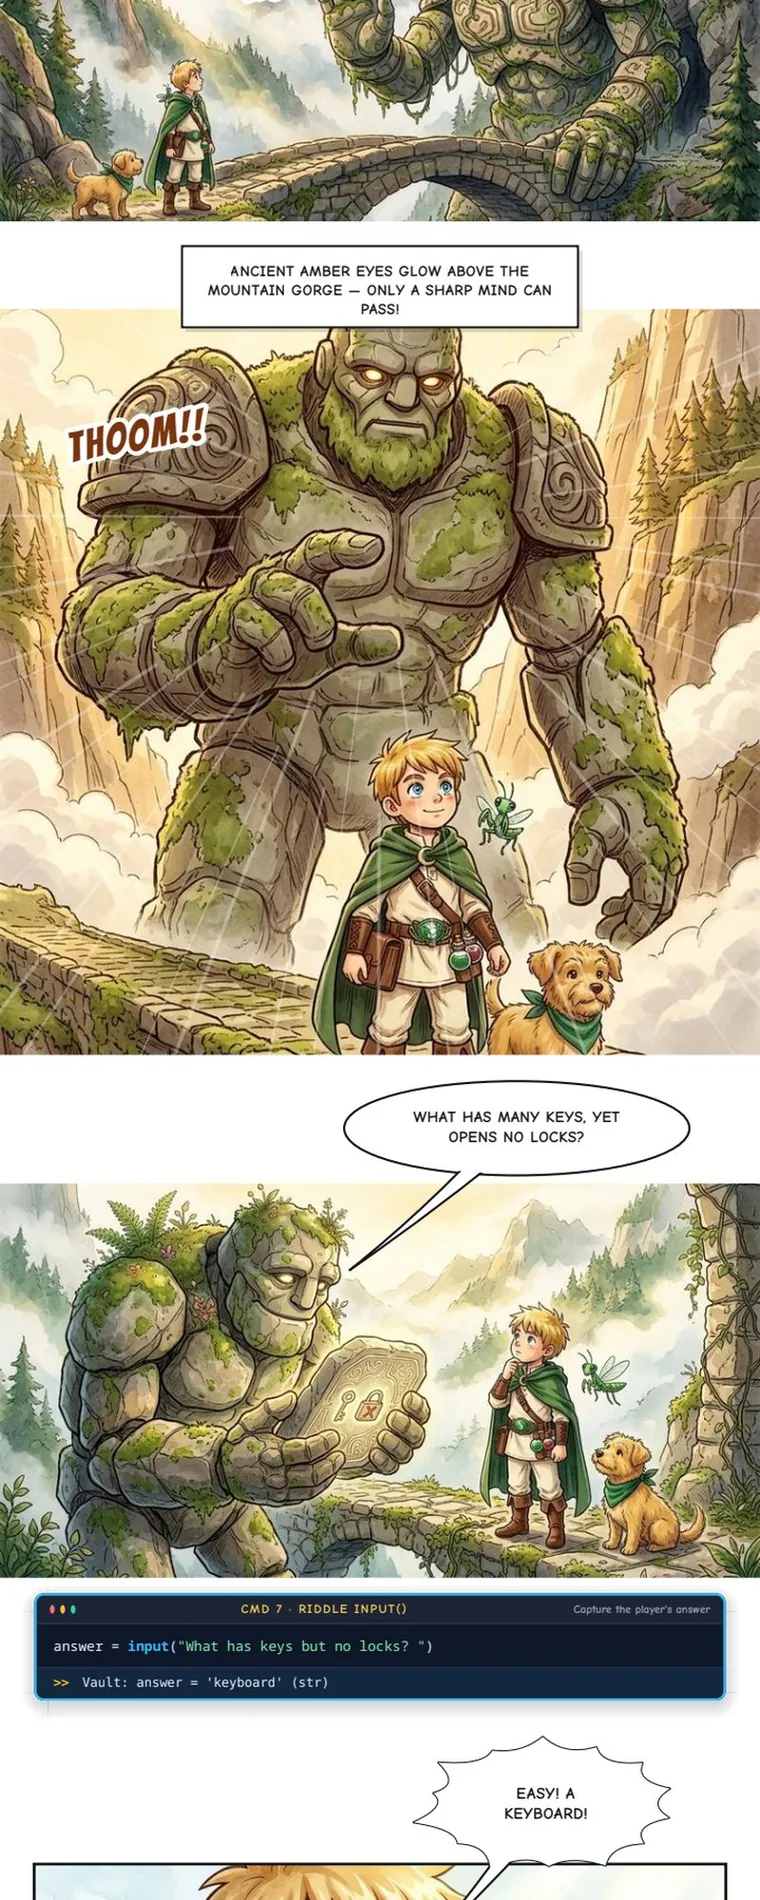 ANCIENT AMBER EYES GLOW ABOVE THE
MOUNTAIN GORGE — ONLY A SHARP MIND CAN
PASS!
THOOM!!
WHAT HAS MANY KEYS, YET
OPENS NO LOCKS?
CMD 7 · RIDDLE INPUT()
Capture the player's answer
answer = input("What has keys but no locks? ")
>> Vault: answer = 'keyboard' (str)
EASY! A
KEYBOARD!